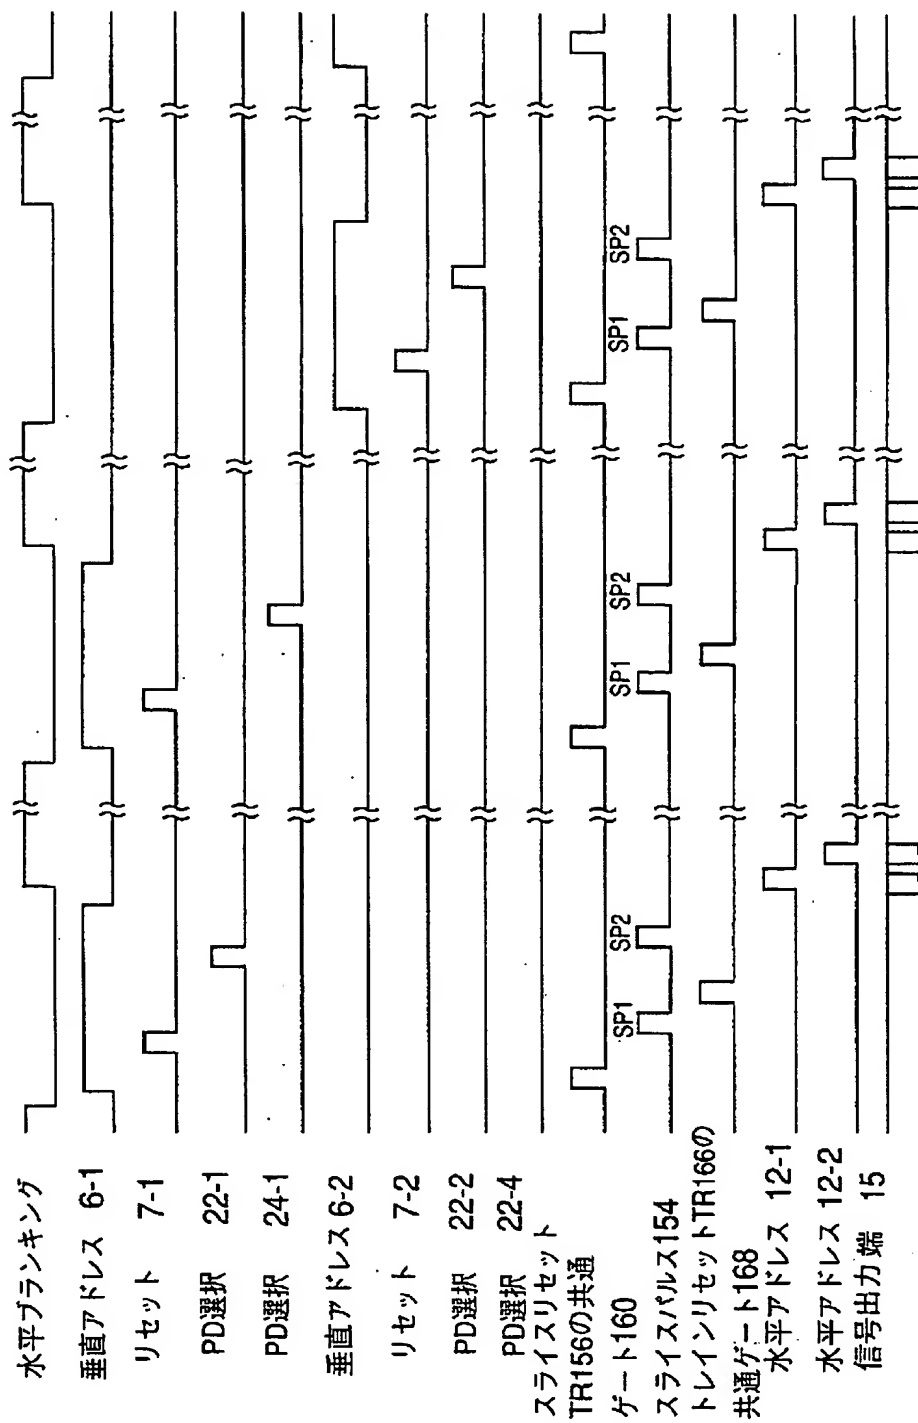 水平ブランキング
垂直アドレス 6-1
リセット 7-1
PD選択 22-1
PD選択 24-1
垂直アドレス 6-2
リセット 7-2
PD選択 22-2
PD選択 22-4
スライスリセット
TR156の共通
ゲート160
スライスパルス154
トレインリセットTR166の
共通ゲート168
水平アドレス 12-1
水平アドレス 12-2
信号出力端 15
SP1
SP2
SP1
SP2
SP1
SP2